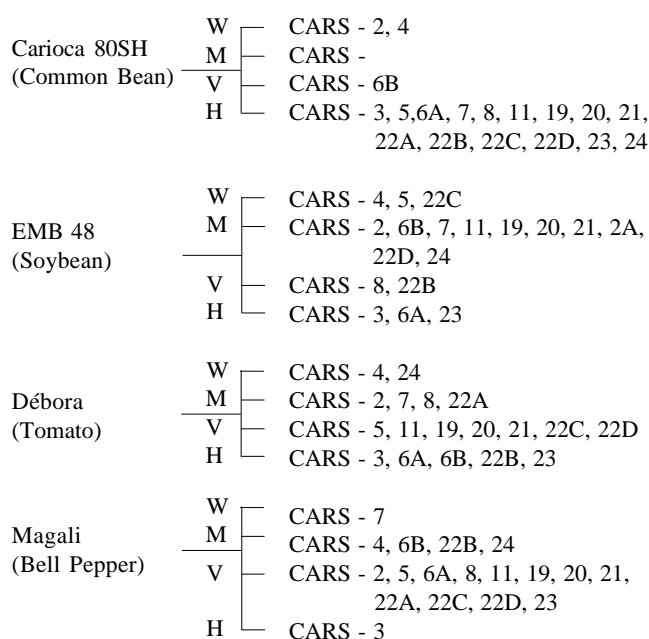 W CARS - 2, 4
Carioca 80SH
M CARS -
(Common Bean)
V CARS - 6B
H CARS - 3, 5,6A, 7, 8, 11, 19, 20, 21,
22A, 22B, 22C, 22D, 23, 24
W CARS - 4, 5, 22C
EMB 48
M CARS - 2, 6B, 7, 11, 19, 20, 21, 2A,
(Soybean)
22D, 24
V CARS - 8, 22B
H CARS - 3, 6A, 23
W CARS - 4, 24
Débora
M CARS - 2, 7, 8, 22A
(Tomato)
V CARS - 5, 11, 19, 20, 21, 22C, 22D
H CARS - 3, 6A, 6B, 22B, 23
W CARS - 7
Magali
M CARS - 4, 6B, 22B, 24
(Bell Pepper)
V CARS - 2, 5, 6A, 8, 11, 19, 20, 21,
22A, 22C, 22D, 23
H CARS - 3